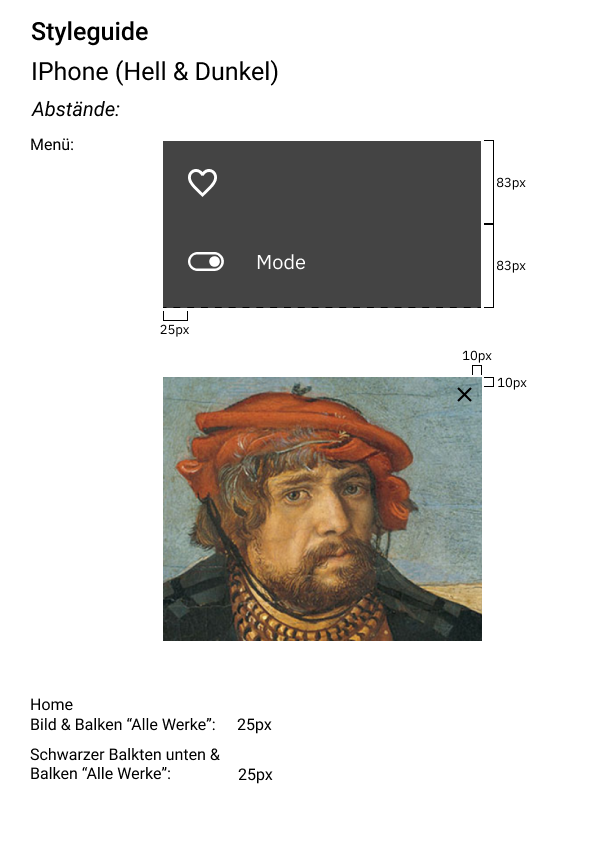 Styleguide
IPhone (Hell & Dunkel)
Abstände:
Menü:
83px
Mode
83px
25px
10px
10px
Home
Bild & Balken “Alle Werke”: 25px
Schwarzer Balkten unten &
Balken “Alle Werke”: 25px